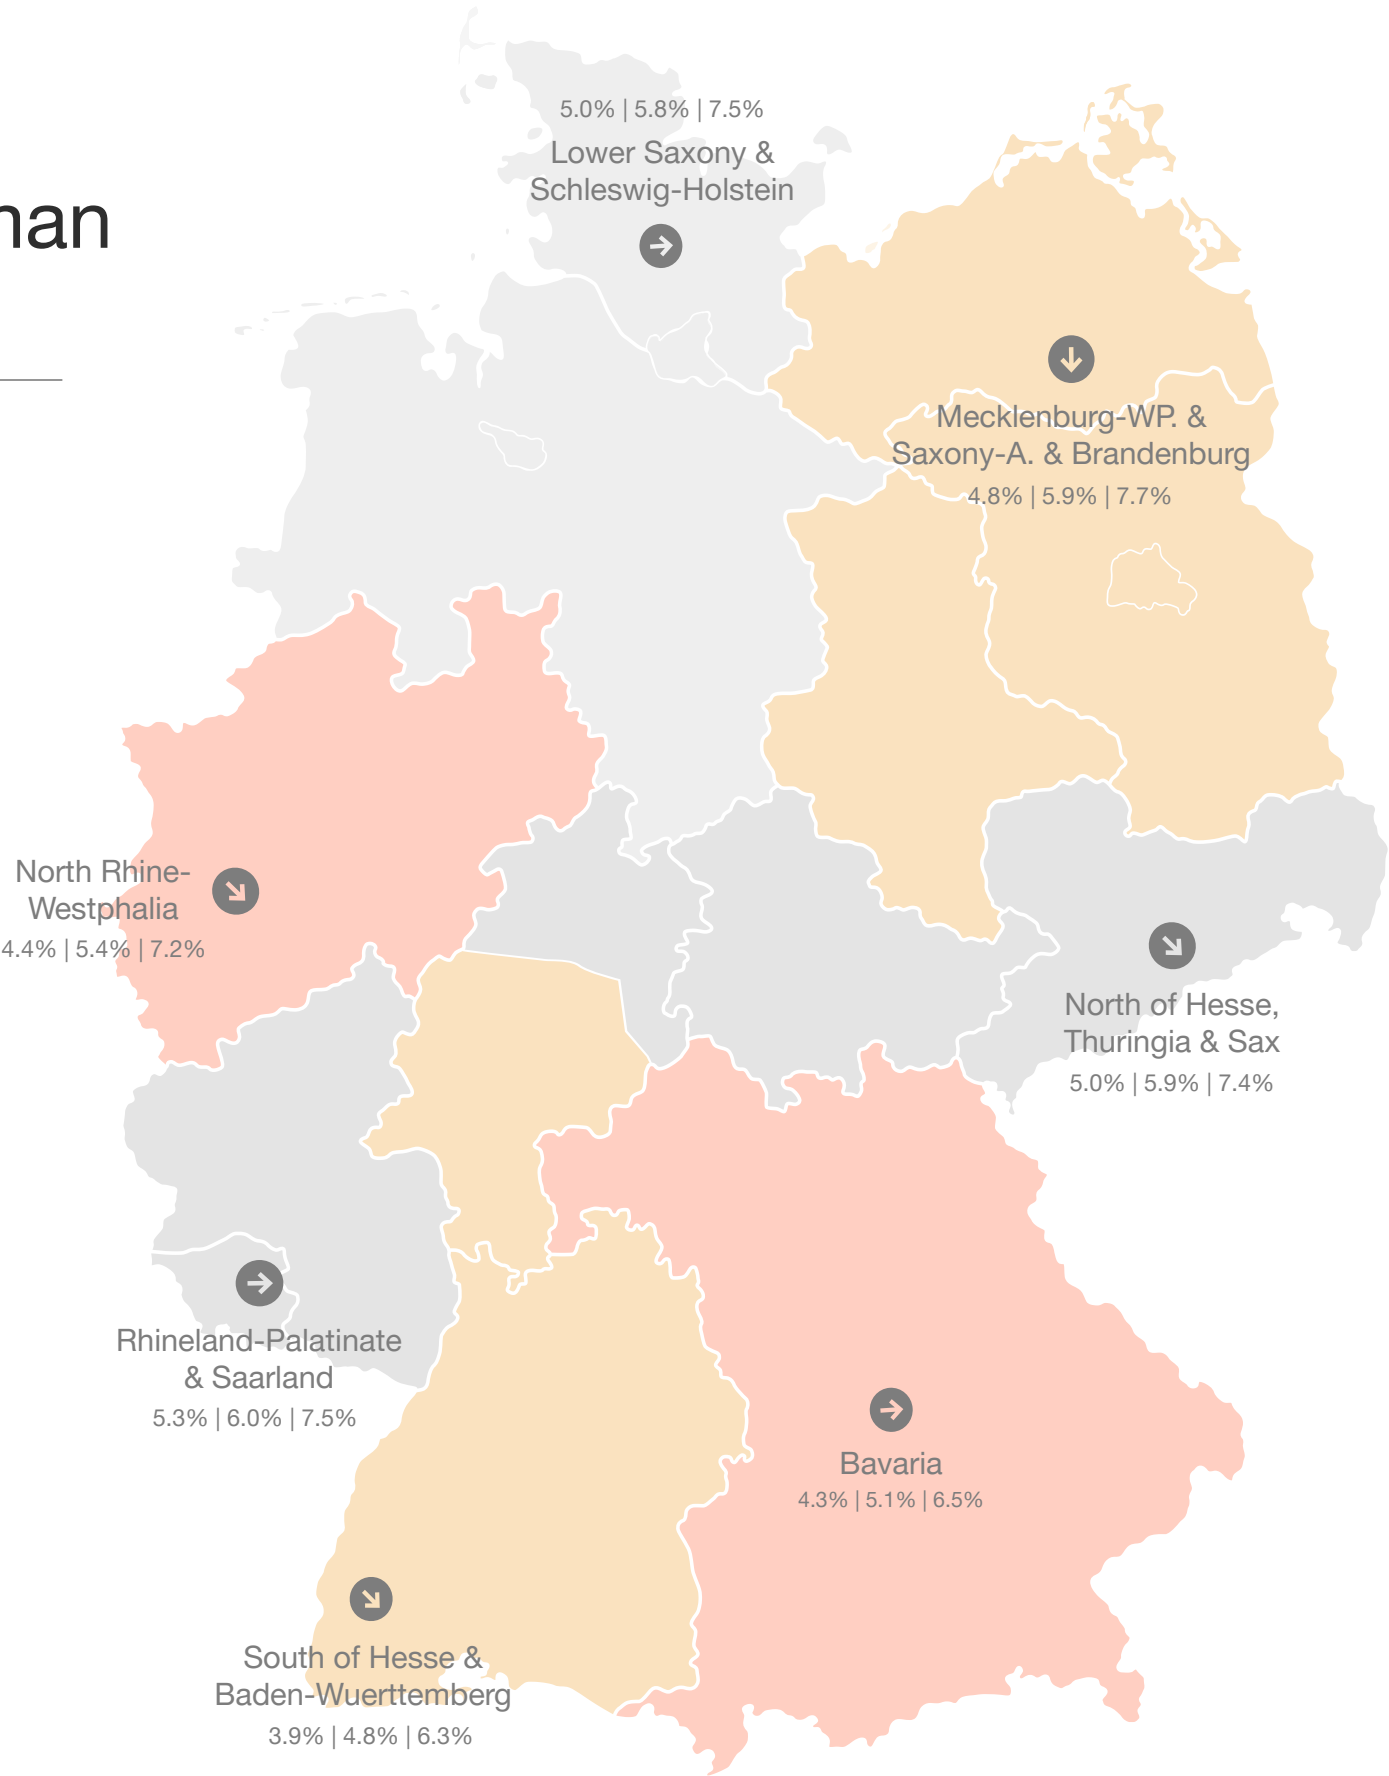 5.0% | 5.8% | 7.5%
Lower Saxony &
Schleswig-Holstein
Mecklenburg-WP. &
Saxony-A. & Brandenburg
4.8% | 5.9% | 7.7%
North Rhine-
Westphalia
4.4% | 5.4% | 7.2%
North of Hesse,
Thuringia & Sax
5.0% | 5.9% | 7.4%
Rhineland-Palatinate
& Saarland
5.3% | 6.0% | 7.5%
Bavaria
4.3% | 5.1% | 6.5%
South of Hesse &
Baden-Wuerttemberg
3.9% | 4.8% | 6.3%